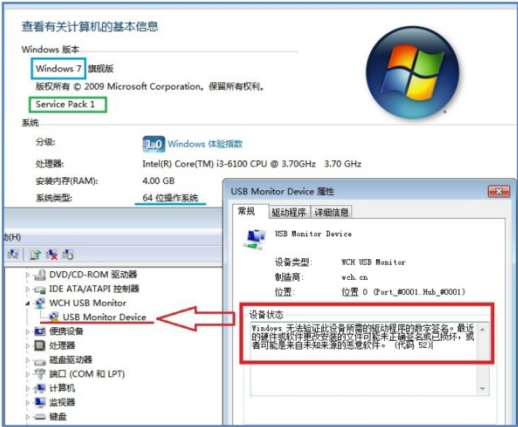 查看有关计算机的基本信息
Windows 版本
Windows 7 旗舰版
版权所有 © 2009 Microsoft Corporation。保留所有权利。
Service Pack 1
系统
分级:
1.0 Windows 体验指数
处理器:
Intel(R) Core(TM) i3-6100 CPU @ 3.70GHz 3.70 GHz
安装内存(RAM):
4.00 GB
系统类型:
64 位操作系统
(H)
DVD/CD-ROM 驱动器
IDE ATA/ATAPI 控制器
WCH USB Monitor
USB Monitor Device
便携设备
处理器
磁盘驱动器
端口 (COM 和 LPT)
计算机
监视器
键盘
USB Monitor Device 属性
常规 驱动程序 详细信息
USB Monitor Device
设备类型: WCH USB Monitor
制造商: wch.cn
位置: 位置 0 (Port_#0001.Hub_#0001)
设备状态
Windows 无法验证此设备所需的驱动程序的数字签名。最近
的硬件或软件更改安装的文件可能未正确签名或已损坏，或
者可能是来自未知来源的恶意软件。 (代码 52)